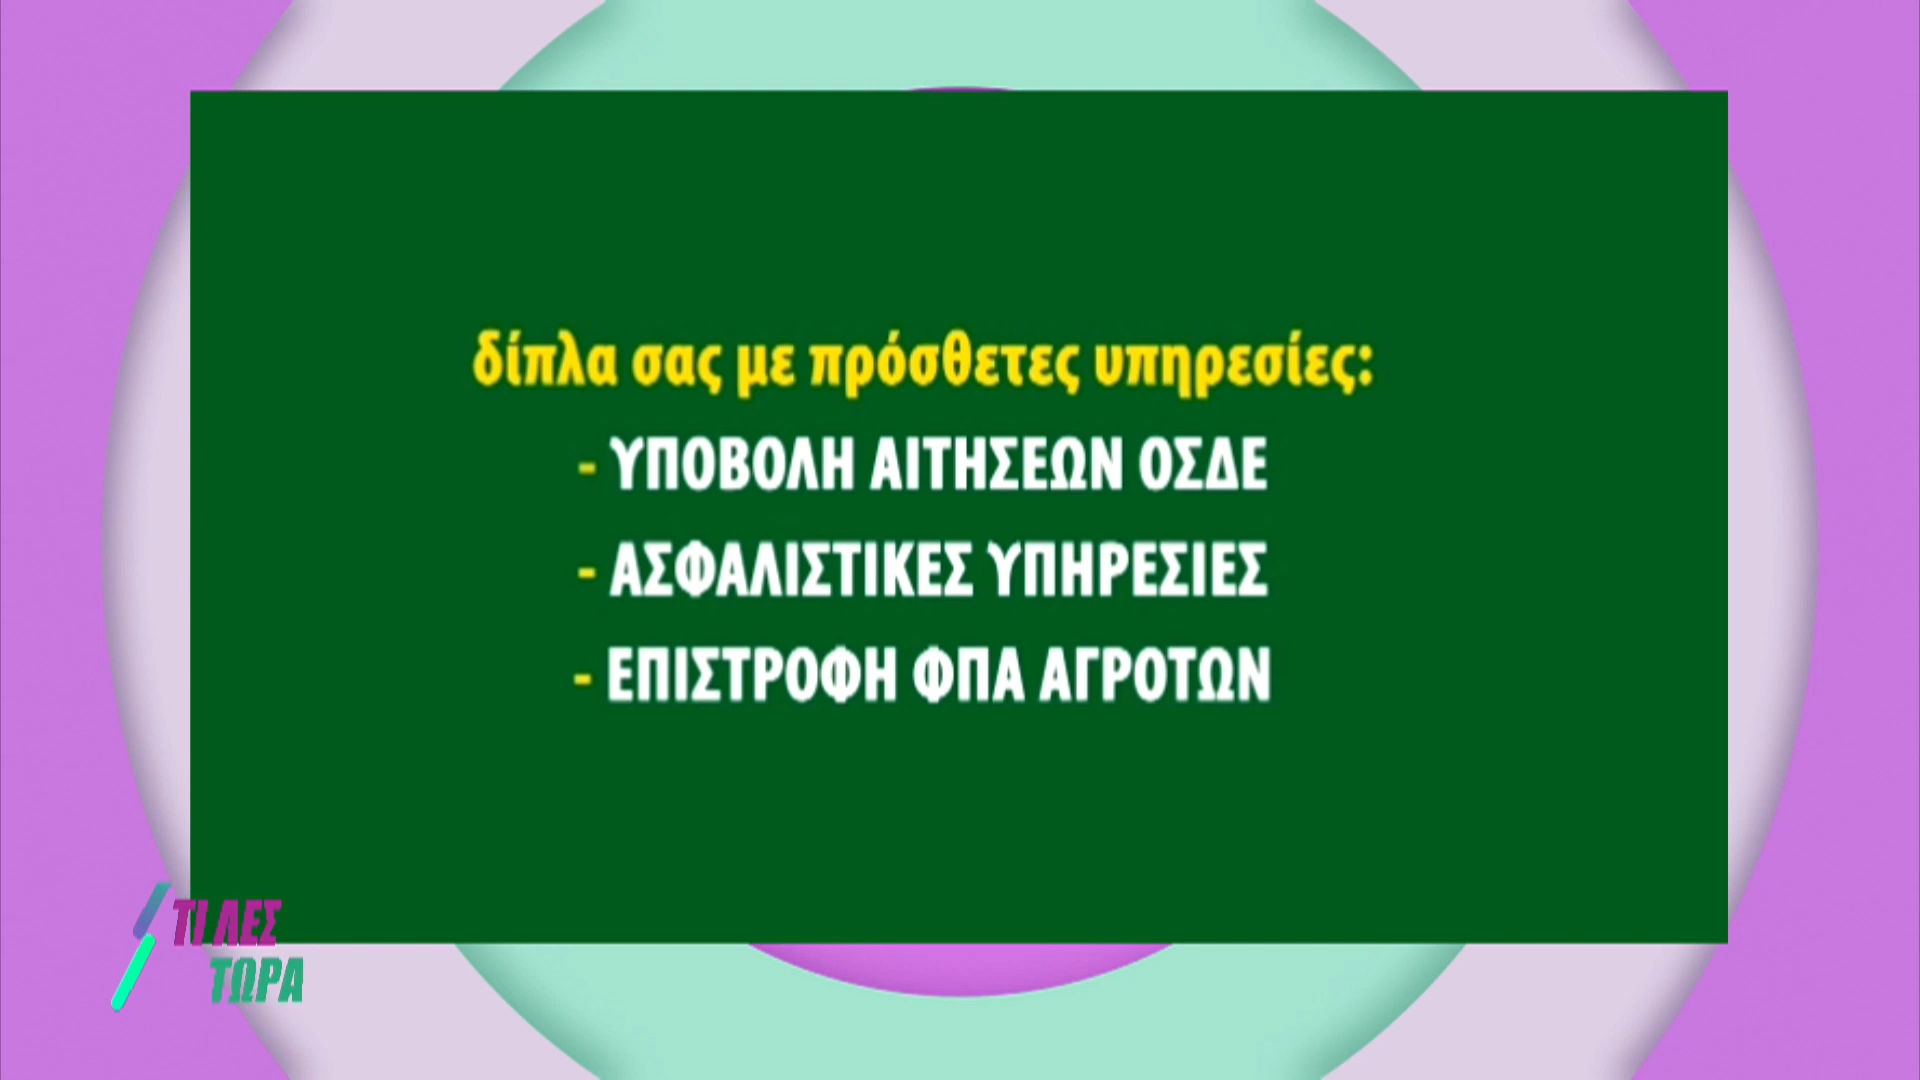 δίπλα σας με πρόσθετες υπηρεσίες:
- ΥΠΟΒΟΛΗ ΑΙΤΗΣΕΩΝ ΟΣΔΕ
- ΑΣΦΑΛΙΣΤΙΚΕΣ ΥΠΗΡΕΣΙΕΣ
- ΕΠΙΣΤΡΟΦΗ ΦΠΑ ΑΓΡΟΤΩΝ
ΤΙ ΛΕΣ
ΤΩΡΑ